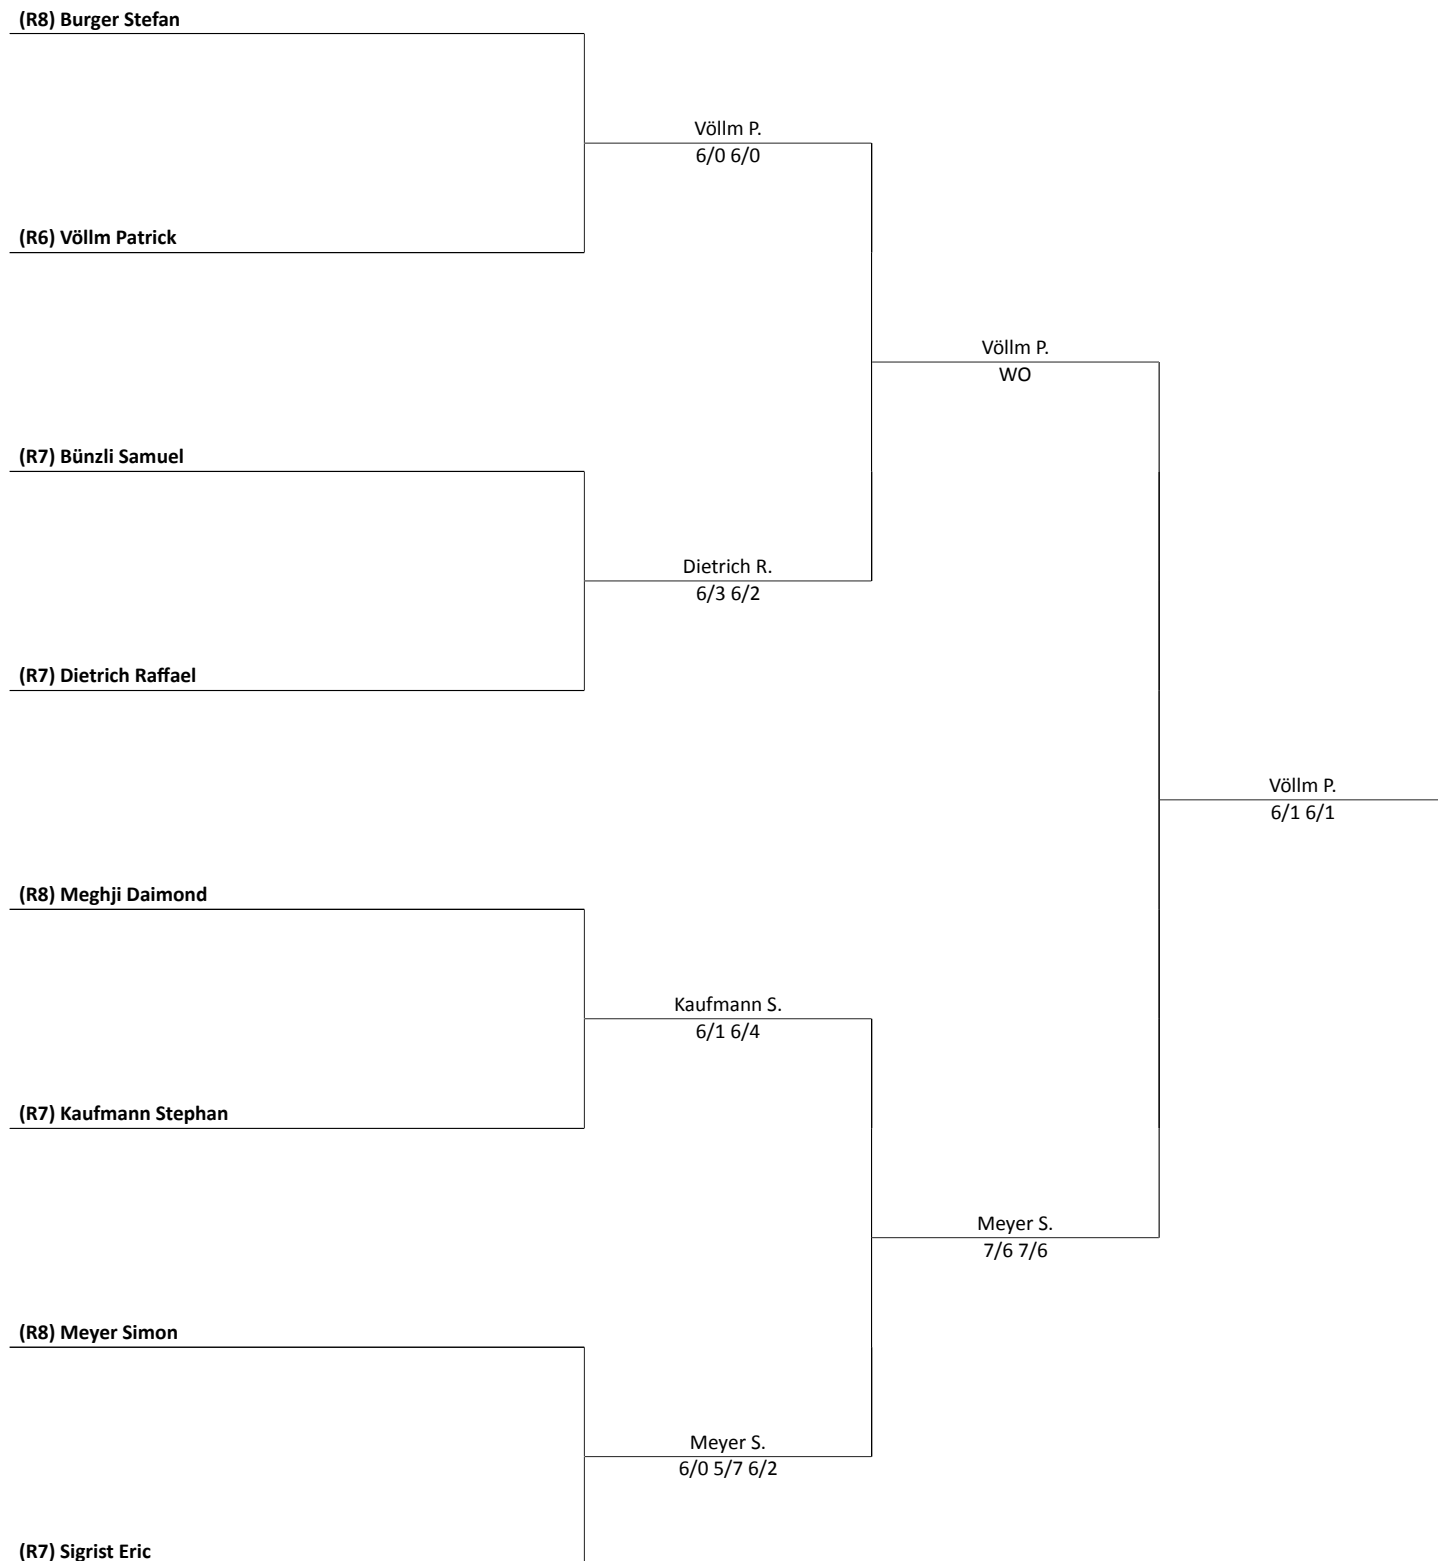 (R8) Burger Stefan
Völlm P.
6/0 6/0
(R6) Völlm Patrick
Völlm P.
WO
(R7) Bünzli Samuel
Dietrich R.
6/3 6/2
(R7) Dietrich Raffael
Völlm P.
6/1 6/1
(R8) Meghji Daimond
Kaufmann S.
6/1 6/4
(R7) Kaufmann Stephan
Meyer S.
7/6 7/6
(R8) Meyer Simon
Meyer S.
6/0 5/7 6/2
(R7) Sigrist Eric